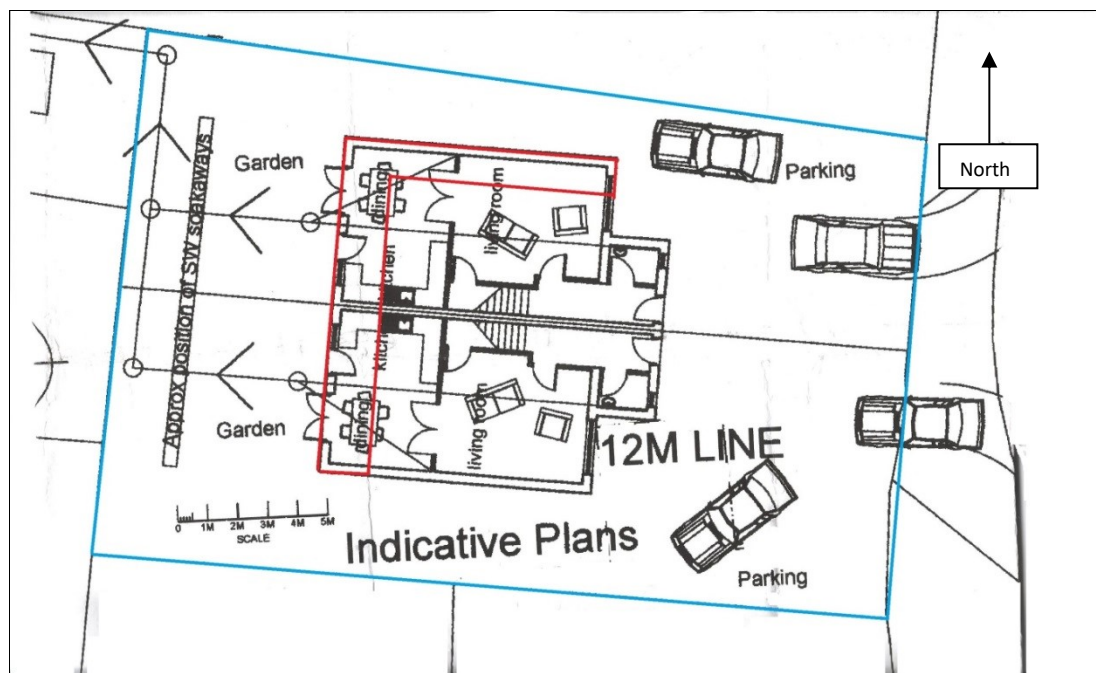 North
Garden
Parking
dining
living room
kitchen
Approx position of SW soakaways
kitchen
dining
living room
Garden
12M LINE
0 1M 2M 3M 4M 5M
SCALE
Indicative Plans
Parking